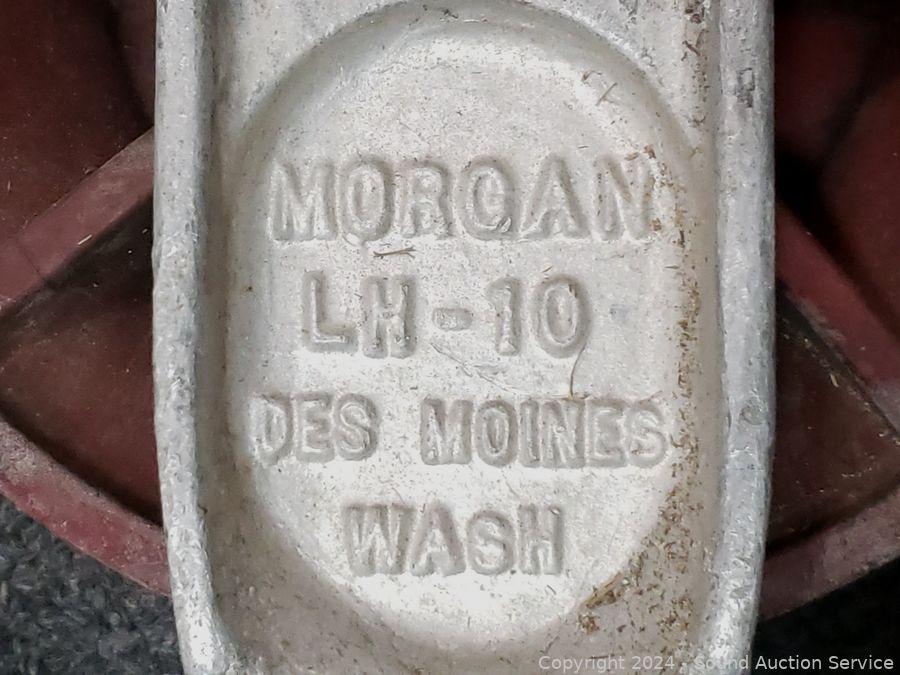 MORGAN
LH-10
DES MOINES
WASH
Copyright 2024 - Sound Auction Service